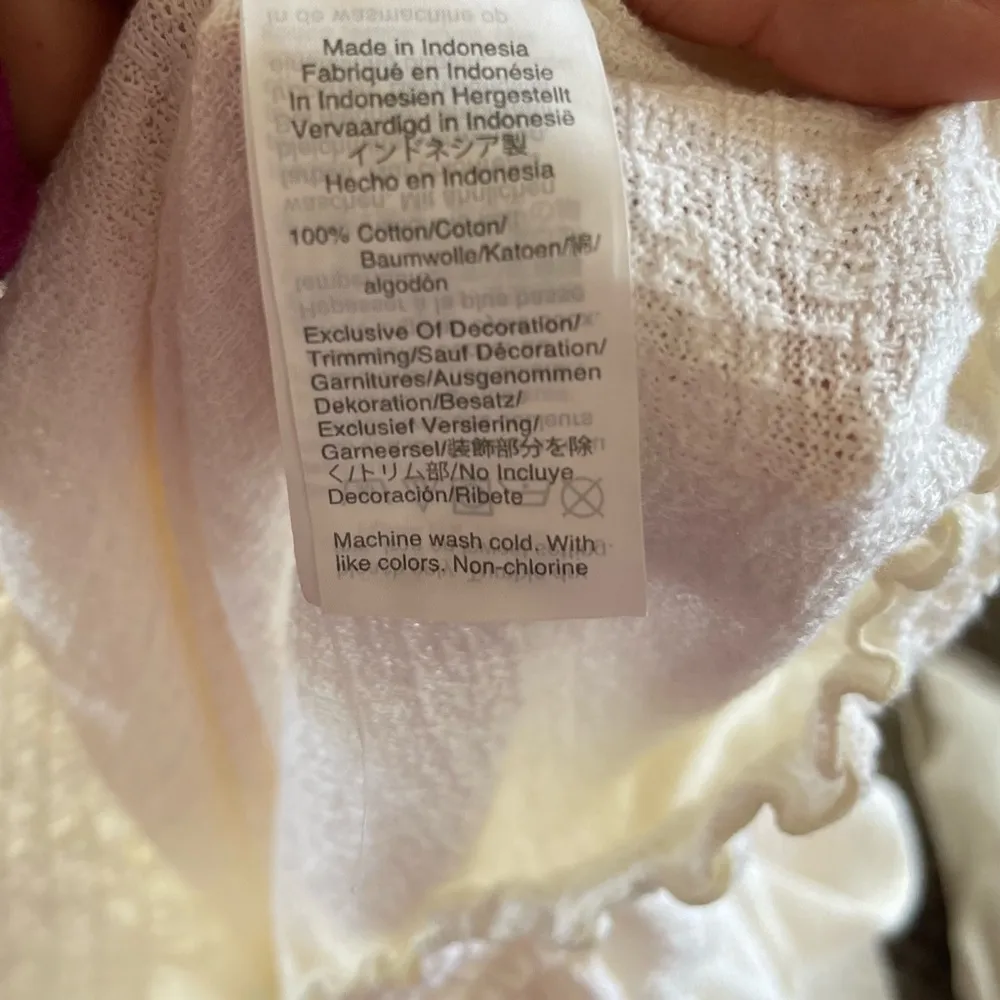 Made in Indonesia
Fabriqué en Indonésie
In Indonesien Hergestellt
Vervaardigd in Indonesië
インドネシア製
Hecho en Indonesia
100% Cotton/Coton/
Baumwolle/Katoen/綿/
algodón
Exclusive Of Decoration/
Trimming/Sauf Décoration/
Garnitures/Ausgenommen
Dekoration/Besatz/
Exclusief Versiering/
Garneersel/装飾部分を除
く/トリム部/No Incluye
Decoración/Ribete
Machine wash cold. With
like colors. Non-chlorine